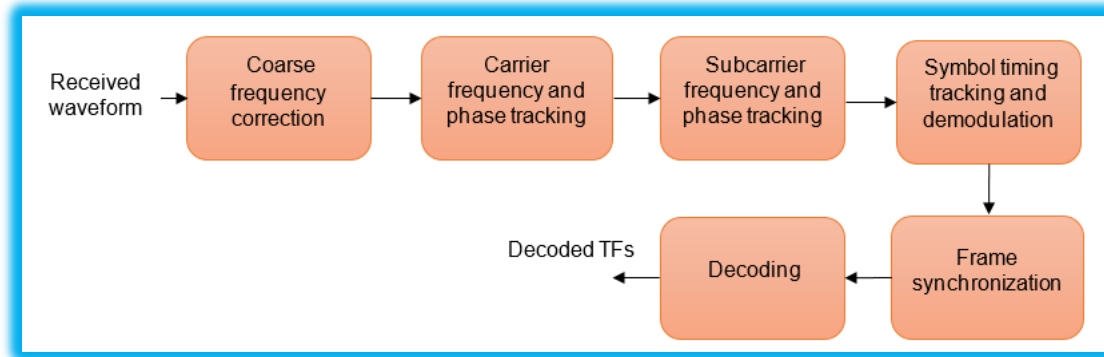 Received
waveform
Coarse
frequency
correction
Carrier
frequency and
phase tracking
Subcarrier
frequency and
phase tracking
Symbol timing
tracking and
demodulation
Frame
synchronization
Decoding
Decoded TFs